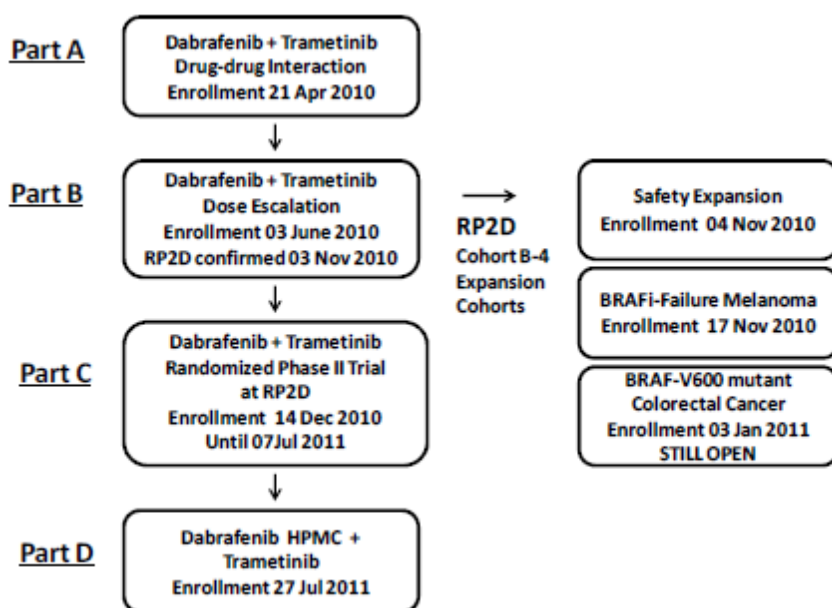 Part A
Dabrafenib + Trametinib
Drug-drug Interaction
Enrollment 21 Apr 2010
Part B
Dabrafenib + Trametinib
Dose Escalation
Enrollment 03 June 2010
RP2D confirmed 03 Nov 2010
RP2D
Cohort B-4
Expansion
Cohorts
Safety Expansion
Enrollment 04 Nov 2010
BRAFi-Failure Melanoma
Enrollment 17 Nov 2010
BRAF-V600 mutant
Colorectal Cancer
Enrollment 03 Jan 2011
STILL OPEN
Part C
Dabrafenib + Trametinib
Randomized Phase II Trial
at RP2D
Enrollment 14 Dec 2010
Until 07Jul 2011
Part D
Dabrafenib HPMC +
Trametinib
Enrollment 27 Jul 2011